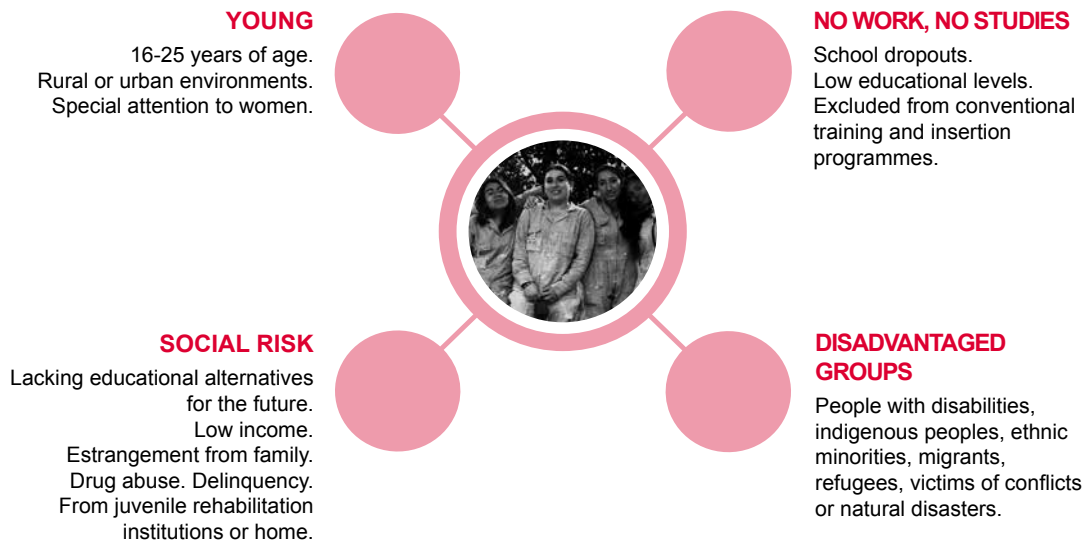 YOUNG
16-25 years of age.
Rural or urban environments.
Special attention to women.
NO WORK, NO STUDIES
School dropouts.
Low educational levels.
Excluded from conventional
training and insertion
programmes.
SOCIAL RISK
Lacking educational alternatives
for the future.
Low income.
Estrangement from family.
Drug abuse. Delinquency.
From juvenile rehabilitation
institutions or home.
DISADVANTAGED
GROUPS
People with disabilities,
indigenous peoples, ethnic
minorities, migrants,
refugees, victims of conflicts
or natural disasters.